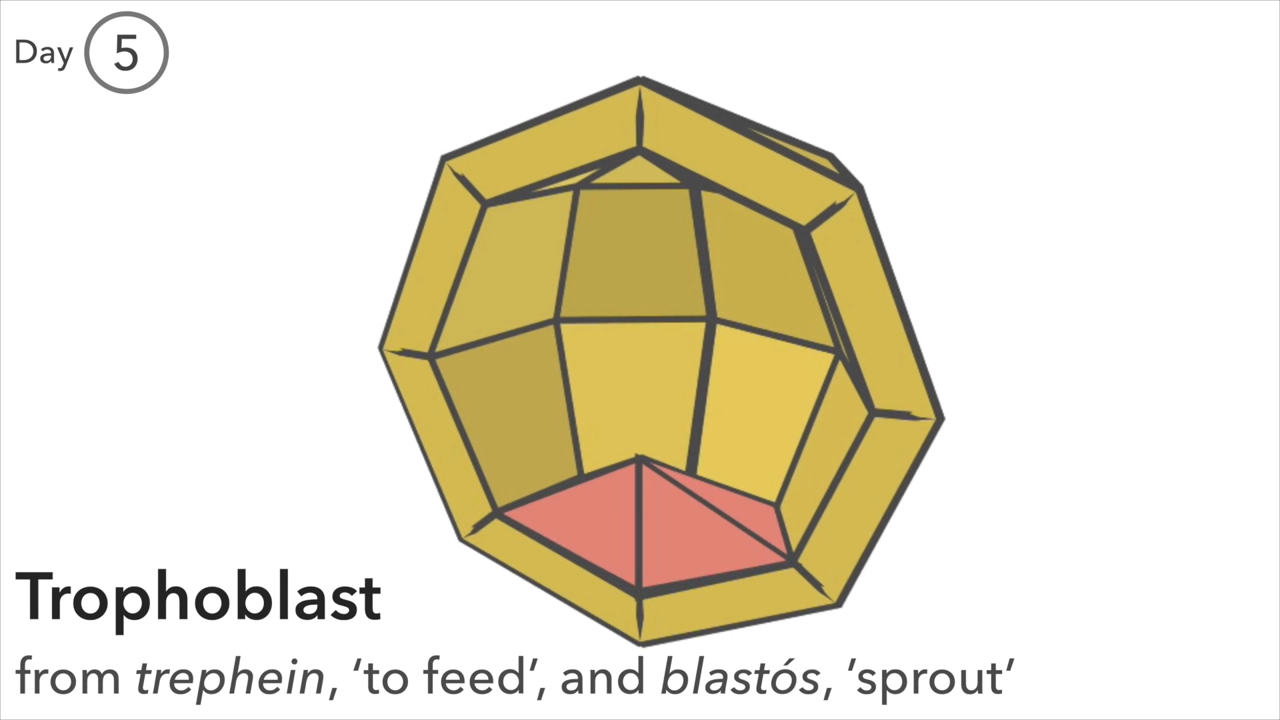 Day 5
Trophoblast
from trephein, ‘to feed’, and blastós, ’sprout’